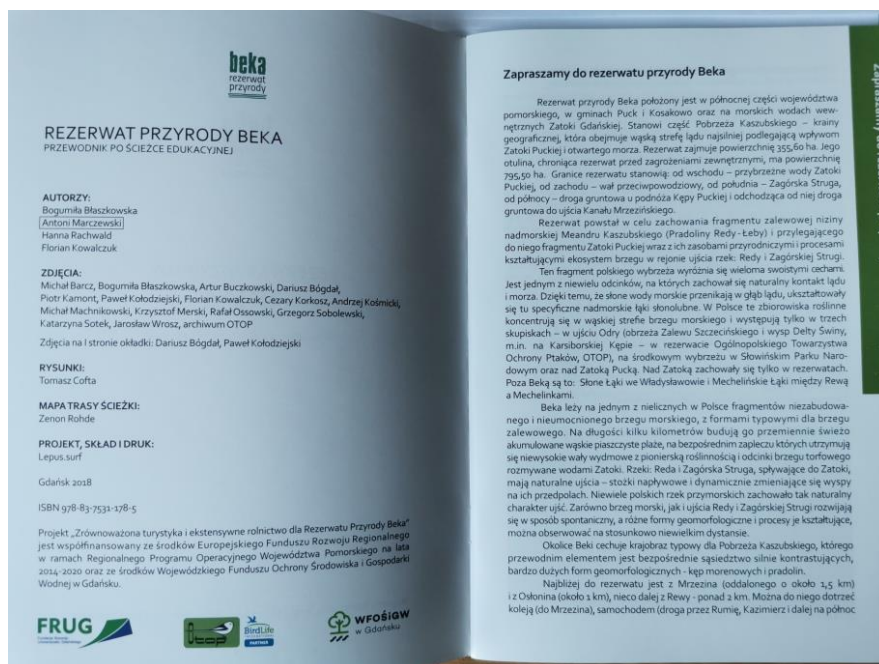 beka
rezerwat
przyrody
REZERWAT PRZYRODY BEKA
PRZEWODNIK PO ŚCIEŻCE EDUKACYJNEJ
AUTORZY:
Bogumiła Błaszkowska
Antoni Marczewski
Hanna Rachwald
Florian Kowalczuk
ZDJĘCIA:
Michał Barcz, Bogumiła Błaszkowska, Artur Buczkowski, Dariusz Bógdał,
Piotr Kamont, Paweł Kołodziejski, Florian Kowalczuk, Cezary Korkosz, Andrzej Kośmicki,
Michał Machnikowski, Krzysztof Merski, Rafał Ossowski, Grzegorz Sobolewski,
Katarzyna Sotek, Jarosław Wrosz, archiwum OTOP
Zdjęcia na I stronie okładki: Dariusz Bógdał, Paweł Kołodziejski
RYSUNKI:
Tomasz Cofta
MAPA TRASY ŚCIEŻKI:
Zenon Rohde
PROJEKT, SKŁAD I DRUK:
Lepus.surf
Gdańsk 2018
ISBN 978-83-7531-178-5
Projekt „Zrównoważona turystyka i ekstensywne rolnictwo dla Rezerwatu Przyrody Beka”
jest współfinansowany ze środków Europejskiego Funduszu Rozwoju Regionalnego
w ramach Regionalnego Programu Operacyjnego Województwa Pomorskiego na lata
2014-2020 oraz ze środków Wojewódzkiego Funduszu Ochrony Środowiska i Gospodarki
Wodnej w Gdańsku.
FRUG
otop
BirdLife
PARTNER
WFOŚiGW
w Gdańsku
Zapraszamy do rezerwatu przyrody Beka
Rezerwat przyrody Beka położony jest w północnej części województwa
pomorskiego, w gminach Puck i Kosakowo oraz na morskich wodach wew-
nętrznych Zatoki Gdańskiej. Stanowi część Pobrzeża Kaszubskiego – krainy
geograficznej, która obejmuje wąską strefę lądu najsilniej podlegającą wpływom
Zatoki Puckiej i otwartego morza. Rezerwat zajmuje powierzchnię 355,60 ha. Jego
otulina, chroniąca rezerwat przed zagrożeniami zewnętrznymi, ma powierzchnię
795,50 ha. Granice rezerwatu stanowią: od wschodu – przybrzeżne wody Zatoki
Puckiej, od zachodu – wał przeciwpowodziowy, od południa – Zagórska Struga,
od północy – droga gruntowa u podnóża Kępy Puckiej i odchodząca od niej droga
gruntowa do ujścia Kanału Mrzezińskiego.
Rezerwat powstał w celu zachowania fragmentu zalewowej niziny
nadmorskiej Meandru Kaszubskiego (Pradoliny Redy - Łeby) i przylegającego
do niego fragmentu Zatoki Puckiej wraz z ich zasobami przyrodniczymi i procesami
kształtującymi ekosystem brzegu w rejonie ujścia rzek: Redy i Zagórskiej Strugi.
Ten fragment polskiego wybrzeża wyróżnia się wieloma swoistymi cechami.
Jest jednym z niewielu odcinków, na których zachował się naturalny kontakt lądu
i morza. Dzięki temu, że słone wody morskie przenikają w głąb lądu, ukształtowały
się tu specyficzne nadmorskie łąki słonolubne. W Polsce te zbiorowiska roślinne
koncentrują się w wąskiej strefie brzegu morskiego i występują tylko w trzech
skupiskach – w ujściu Odry (obrzeża Zalewu Szczecińskiego i wysp Delty Świny,
m.in. na Karsiborskiej Kępie – w rezerwacie Ogólnopolskiego Towarzystwa
Ochrony Ptaków, OTOP), na środkowym wybrzeżu w Słowińskim Parku Naro-
dowym oraz nad Zatoką Pucką. Nad Zatoką zachowały się tylko w rezerwatach.
Poza Beką są to: Słone Łąki we Władysławowie i Mechelińskie Łąki między Rewą
a Mechelinkami.
Beka leży na jednym z nielicznych w Polsce fragmentów niezabudowa-
nego i nieumocnionego brzegu morskiego, z formami typowymi dla brzegu
zalewowego. Na długości kilku kilometrów budują go przemiennie świeżo
akumulowane wąskie piaszczyste plaże, na bezpośrednim zapleczu których utrzymują
się niewysokie wały wydmowe z pionierską roślinnością i odcinki brzegu torfowego
rozmywane wodami Zatoki. Rzeki: Reda i Zagórska Struga, spływające do Zatoki,
mają naturalne ujścia – stożki napływowe i dynamicznie zmieniające się wyspy
na ich przedpolach. Niewiele polskich rzek przymorskich zachowało tak naturalny
charakter ujść. Zarówno brzeg morski, jak i ujścia Redy i Zagórskiej Strugi rozwijają
się w sposób spontaniczny, a różne formy geomorfologiczne i procesy je kształtujące,
można obserwować na stosunkowo niewielkim dystansie.
Okolice Beki cechuje krajobraz typowy dla Pobrzeża Kaszubskiego, którego
przewodnim elementem jest bezpośrednie sąsiedztwo silnie kontrastujących,
bardzo dużych form geomorfologicznych - kęp morenowych i pradolin.
Najbliżej do rezerwatu jest z Mrzezina (oddalonego o około 1,5 km)
i z Osłonina (około 1 km), nieco dalej z Rewy - ponad 2 km. Można do niego dotrzeć
koleją (do Mrzezina), samochodem (droga przez Rumię, Kazimierz i dalej na północ